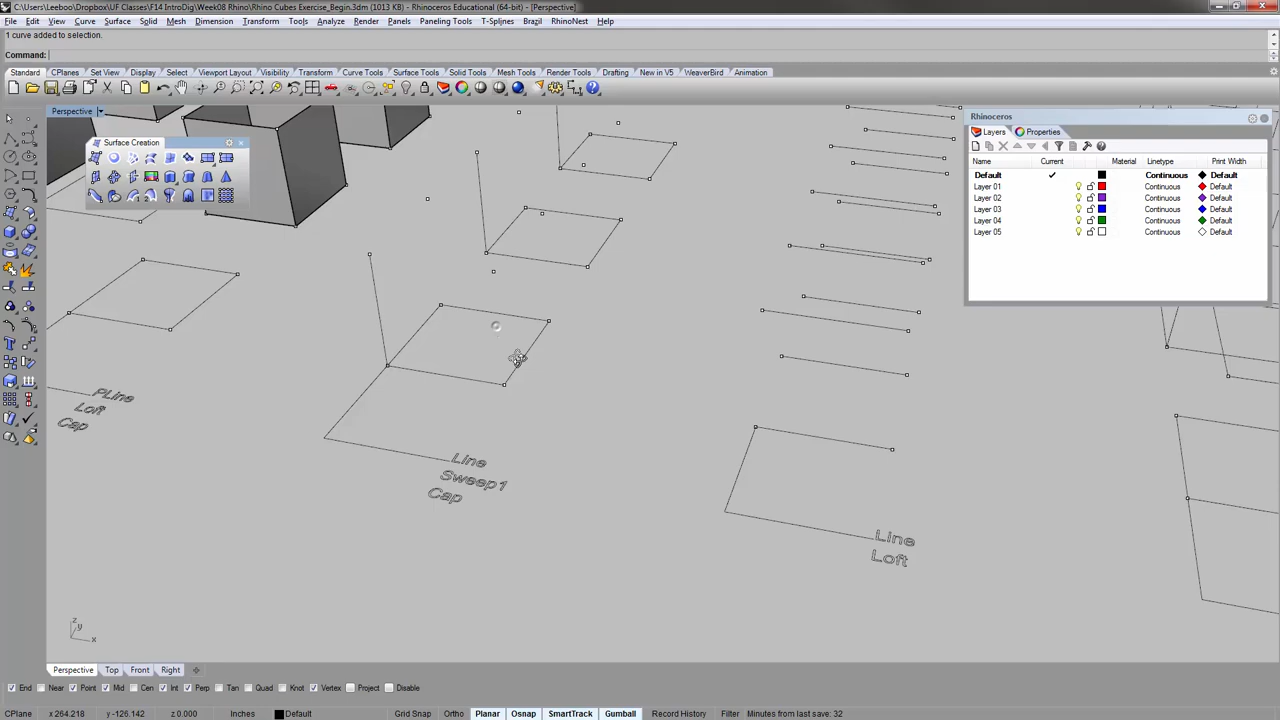 C:\Users\Leeboo\Dropbox\UF Classes\F14 IntroDig\Week08 Rhino\Rhino Cubes Exercise_Begin.3dm (1013 KB) - Rhinoceros Educational (64-bit) - [Perspective]
File Edit View Curve Surface Solid Mesh Dimension Transform Tools Analyze Render Panels Paneling Tools T-Splines Brazil RhinoNest Help
1 curve added to selection.
Command:
Standard CPlanes Set View Display Select Viewport Layout Visibility Transform Curve Tools Surface Tools Solid Tools Mesh Tools Render Tools Drafting New in V5 WeaverBird Animation
Perspective
Surface Creation
Rhinoceros
Layers Properties
Name Current Material Linetype Print Width
Default Continuous Default
Layer 01 Continuous Default
Layer 02 Continuous Default
Layer 03 Continuous Default
Layer 04 Continuous Default
Layer 05 Continuous Default
PLine
Loft
Cap
Line
Sweep1
Cap
Line
Loft
z
y
x
Perspective Top Front Right
End Near Point Mid Cen Int Perp Tan Quad Knot Vertex Project Disable
CPlane x 264.218 y -126.142 z 0.000 Inches Default Grid Snap Ortho Planar Osnap SmartTrack Gumball Record History Filter Minutes from last save: 32